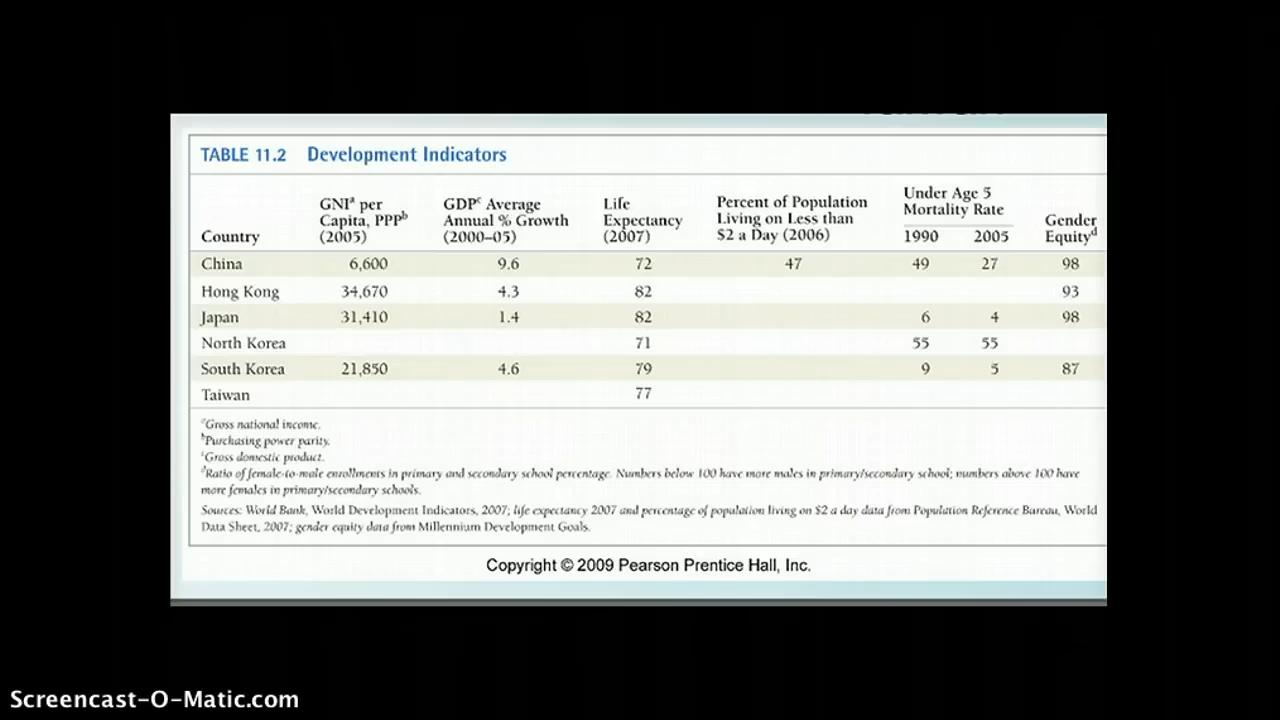 TABLE 11.2 Development Indicators
Country GNIa per Capita, PPPb (2005) GDPc Average Annual % Growth (2000–05) Life Expectancy (2007) Percent of Population Living on Less than $2 a Day (2006) Under Age 5 Mortality Rate 1990 2005 Gender Equityd
China 6,600 9.6 72 47 49 27 98
Hong Kong 34,670 4.3 82 93
Japan 31,410 1.4 82 6 4 98
North Korea 71 55 55
South Korea 21,850 4.6 79 9 5 87
Taiwan 77
aGross national income.
bPurchasing power parity.
cGross domestic product.
dRatio of female-to-male enrollments in primary and secondary school percentage. Numbers below 100 have more males in primary/secondary school; numbers above 100 have
more females in primary/secondary schools.
Sources: World Bank, World Development Indicators, 2007; life expectancy 2007 and percentage of population living on $2 a day data from Population Reference Bureau, World
Data Sheet, 2007; gender equity data from Millennium Development Goals.
Copyright © 2009 Pearson Prentice Hall, Inc.
Screencast-O-Matic.com